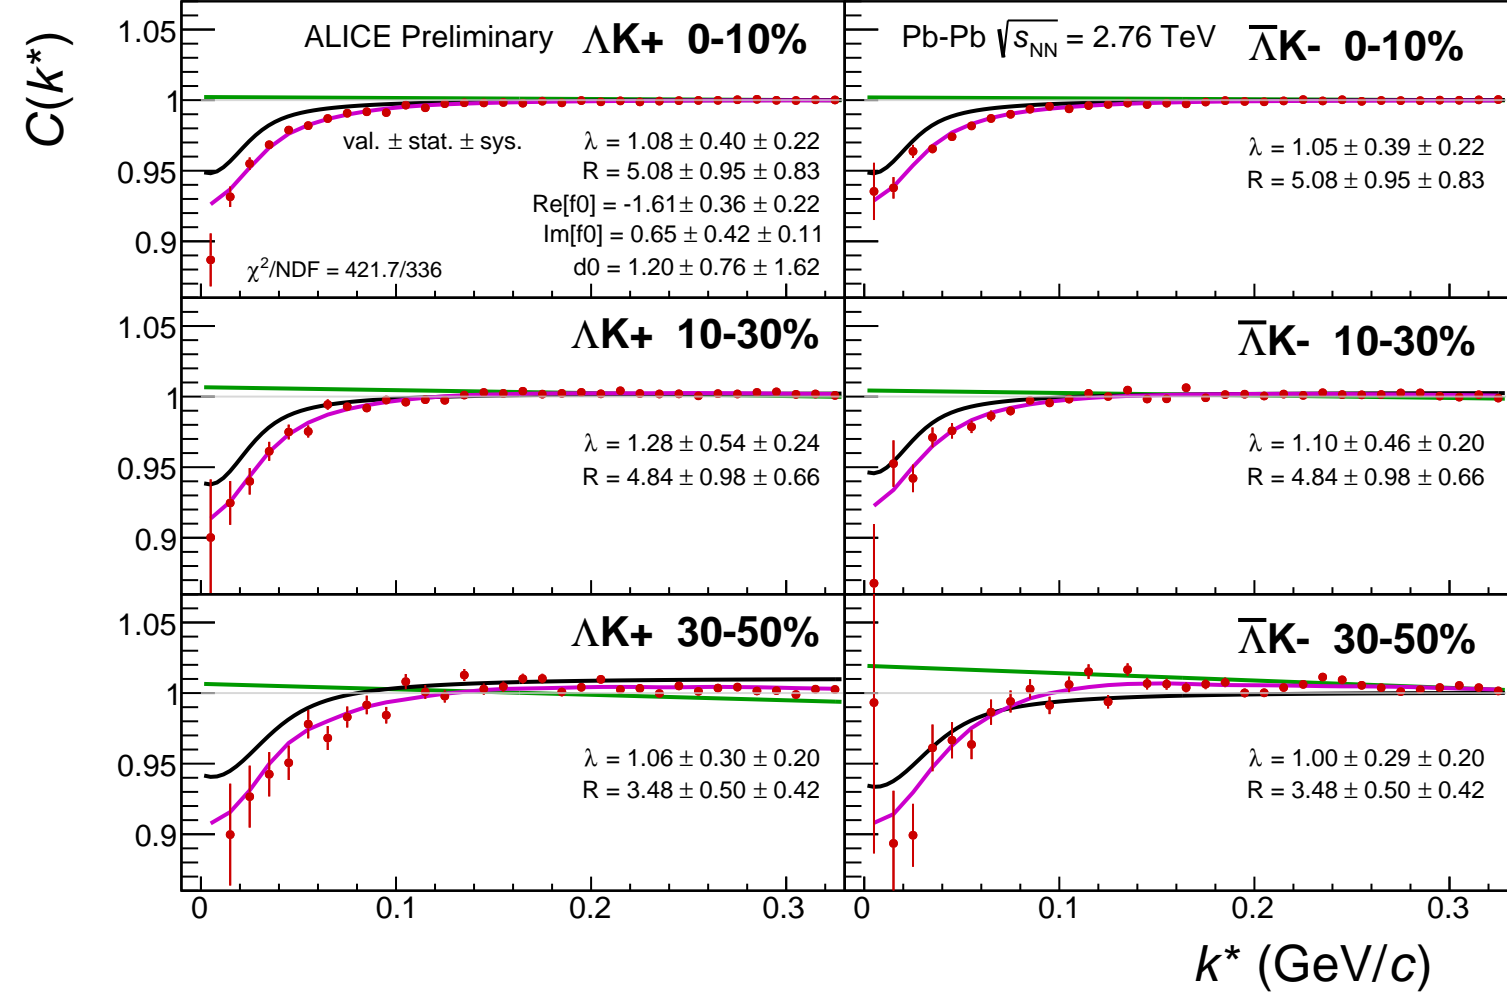 C(k*)
ALICE Preliminary ΛK+ 0-10%
1.05
1
0.95
0.9
val. ± stat. ± sys.
λ = 1.08 ± 0.40 ± 0.22
R = 5.08 ± 0.95 ± 0.83
Re[f0] = -1.61± 0.36 ± 0.22
Im[f0] = 0.65 ± 0.42 ± 0.11
d0 = 1.20 ± 0.76 ± 1.62
χ²/NDF = 421.7/336
Pb-Pb √sNN = 2.76 TeV Λ̅K- 0-10%
λ = 1.05 ± 0.39 ± 0.22
R = 5.08 ± 0.95 ± 0.83
ΛK+ 10-30%
1.05
1
0.95
0.9
λ = 1.28 ± 0.54 ± 0.24
R = 4.84 ± 0.98 ± 0.66
Λ̅K- 10-30%
λ = 1.10 ± 0.46 ± 0.20
R = 4.84 ± 0.98 ± 0.66
ΛK+ 30-50%
1.05
1
0.95
0.9
λ = 1.06 ± 0.30 ± 0.20
R = 3.48 ± 0.50 ± 0.42
Λ̅K- 30-50%
λ = 1.00 ± 0.29 ± 0.20
R = 3.48 ± 0.50 ± 0.42
0 0.1 0.2 0.3
0 0.1 0.2 0.3
k* (GeV/c)